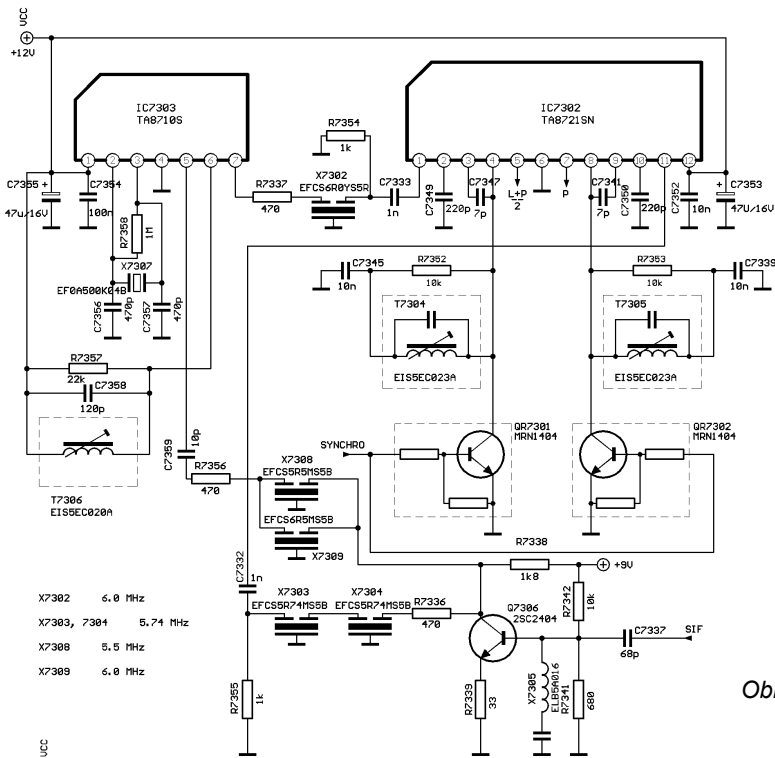 VCC
+12V
IC7303
TA8710S
IC7302
TA8721SN
1 2 3 4 5 6 7
1 2 3 4 5 6 7 8 9 10 11 12
R7354
1k
C7355
+
47u/16V
C7354
100n
R7358
1M
X7307
EF0A500K04B
C7356
470p
C7357
470p
R7337
470
X7302
EFCS6R0YS5R
C7333
1n
C7349
220p
C7347
7p
L+P
2
P
C7341
7p
C7350
220p
C7352
10n
+
C7353
47U/16V
C7345
10n
R7352
10k
R7353
10k
C7339
10n
T7304
EIS5EC023A
T7305
EIS5EC023A
R7357
22k
C7358
120p
T7306
EIS5EC020A
C7359
10p
R7356
470
X7308
EFCS5R5MS5B
EFCS6R5MS5B
X7309
SYNCHRO
QR7301
MRN1404
QR7302
MRN1404
R7338
1k8
+9V
C7332
1n
X7303
EFCS5R74MS5B
X7304
EFCS5R74MS5B
R7336
470
Q7306
2SC2404
R7342
10k
C7337
68p
SIF
R7355
1k
R7339
33
X7305
ELB5A016
R7341
680
X7302 6.0 MHz
X7303, 7304 5.74 MHz
X7308 5.5 MHz
X7309 6.0 MHz
VCC